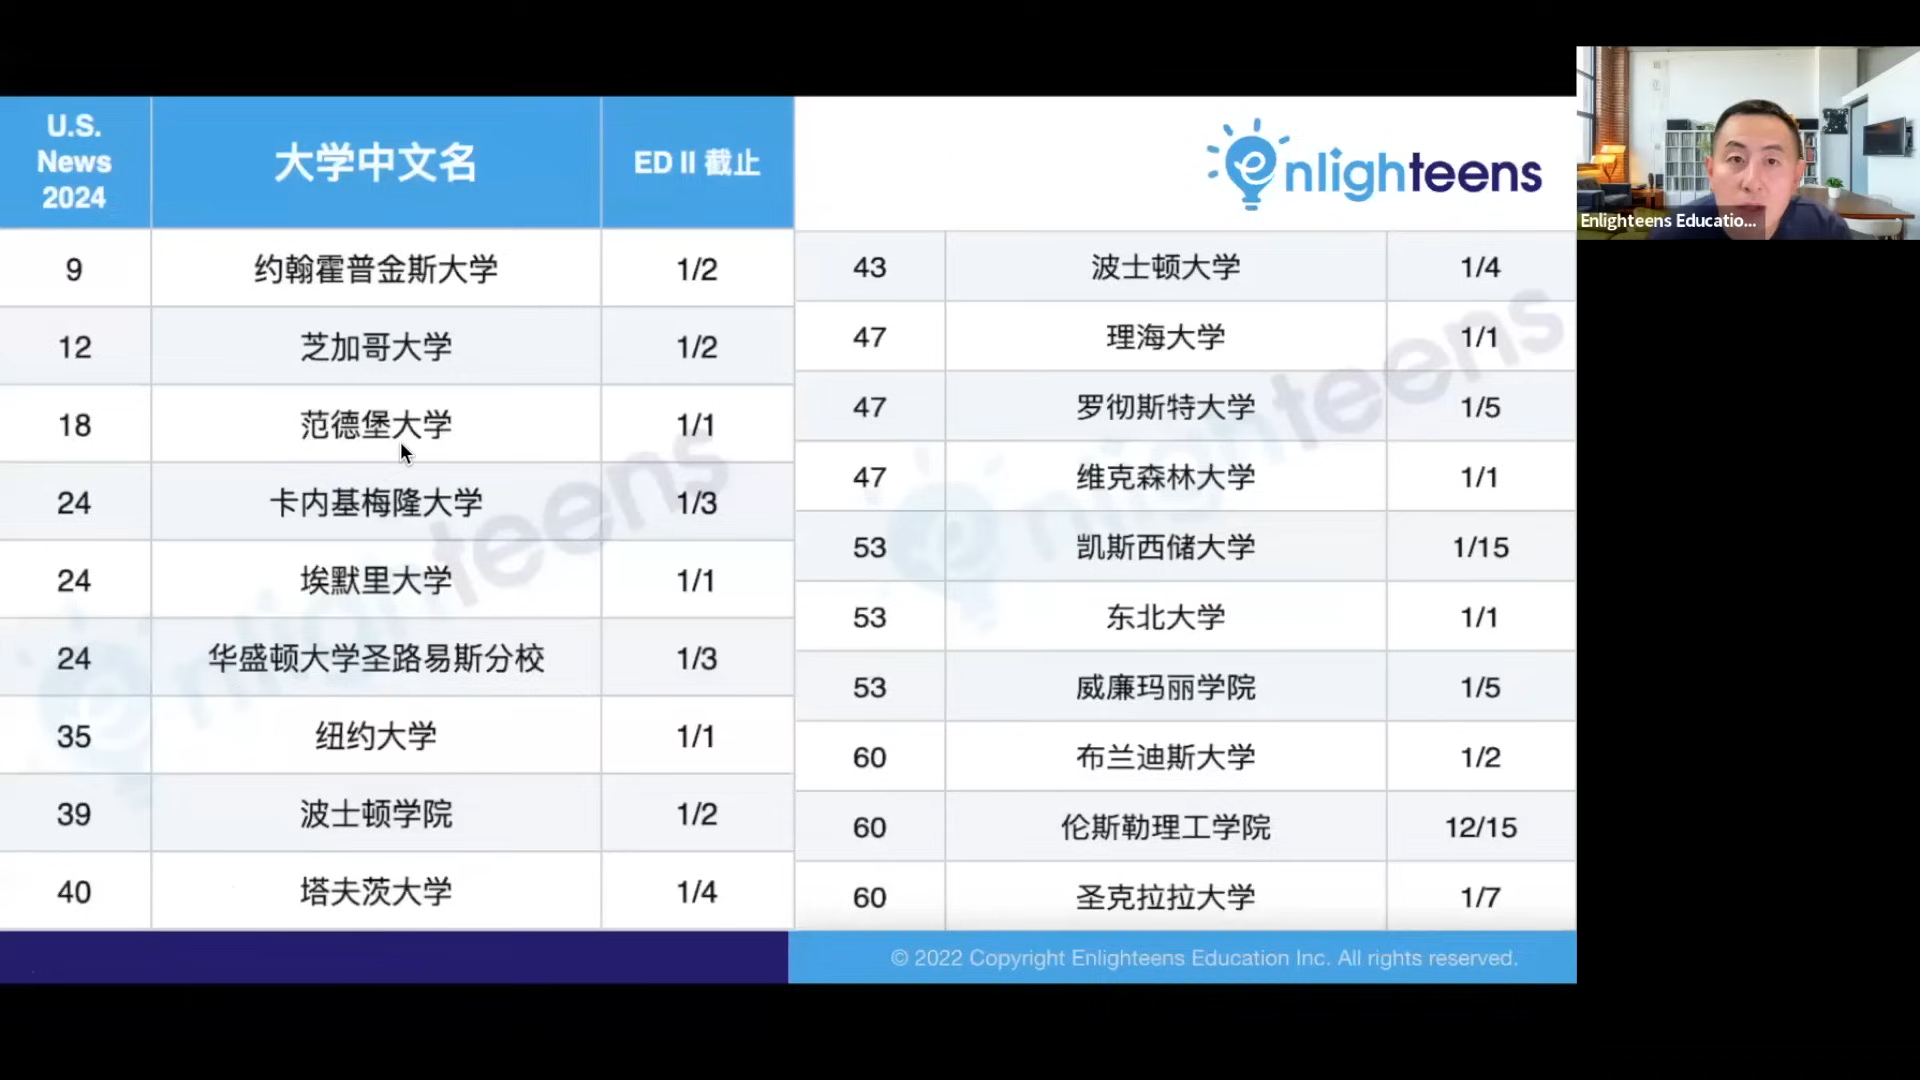 U.S. News 2024 大学中文名 ED II 截止
9 约翰霍普金斯大学 1/2
12 芝加哥大学 1/2
18 范德堡大学 1/1
24 卡内基梅隆大学 1/3
24 埃默里大学 1/1
24 华盛顿大学圣路易斯分校 1/3
35 纽约大学 1/1
39 波士顿学院 1/2
40 塔夫茨大学 1/4
enlighteens
43 波士顿大学 1/4
47 理海大学 1/1
47 罗彻斯特大学 1/5
47 维克森林大学 1/1
53 凯斯西储大学 1/15
53 东北大学 1/1
53 威廉玛丽学院 1/5
60 布兰迪斯大学 1/2
60 伦斯勒理工学院 12/15
60 圣克拉拉大学 1/7
© 2022 Copyright Enlighteens Education Inc. All rights reserved.
Enlighteens Educatio...
enlighteens
enlighteens